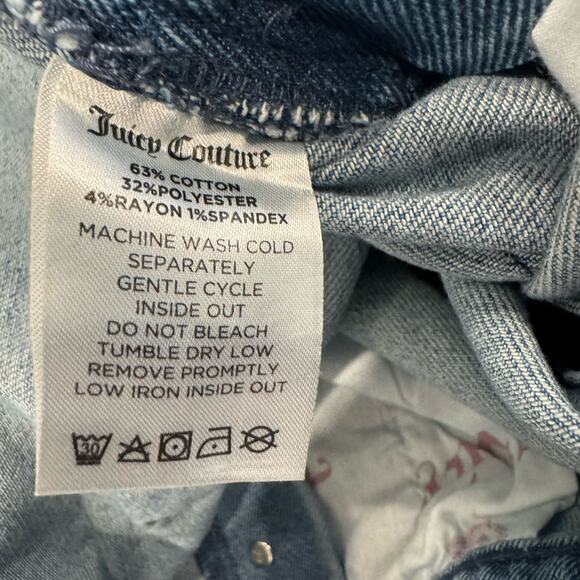 Juicy Couture
63% COTTON
32%POLYESTER
4%RAYON 1%SPANDEX
MACHINE WASH COLD
SEPARATELY
GENTLE CYCLE
INSIDE OUT
DO NOT BLEACH
TUMBLE DRY LOW
REMOVE PROMPTLY
LOW IRON INSIDE OUT
30